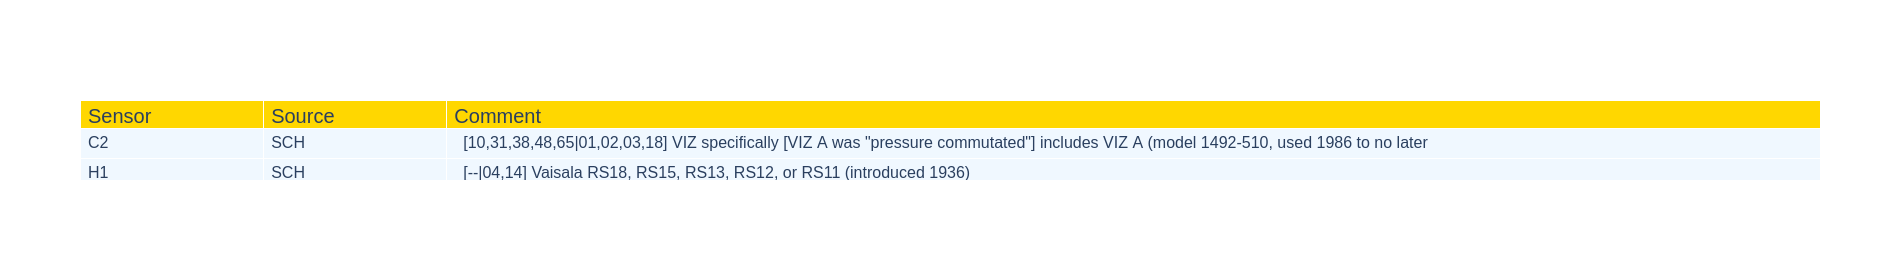 Sensor Source Comment
C2 SCH [10,31,38,48,65|01,02,03,18] VIZ specifically [VIZ A was "pressure commutated"] includes VIZ A (model 1492-510, used 1986 to no later
H1 SCH [--|04,14] Vaisala RS18, RS15, RS13, RS12, or RS11 (introduced 1936)